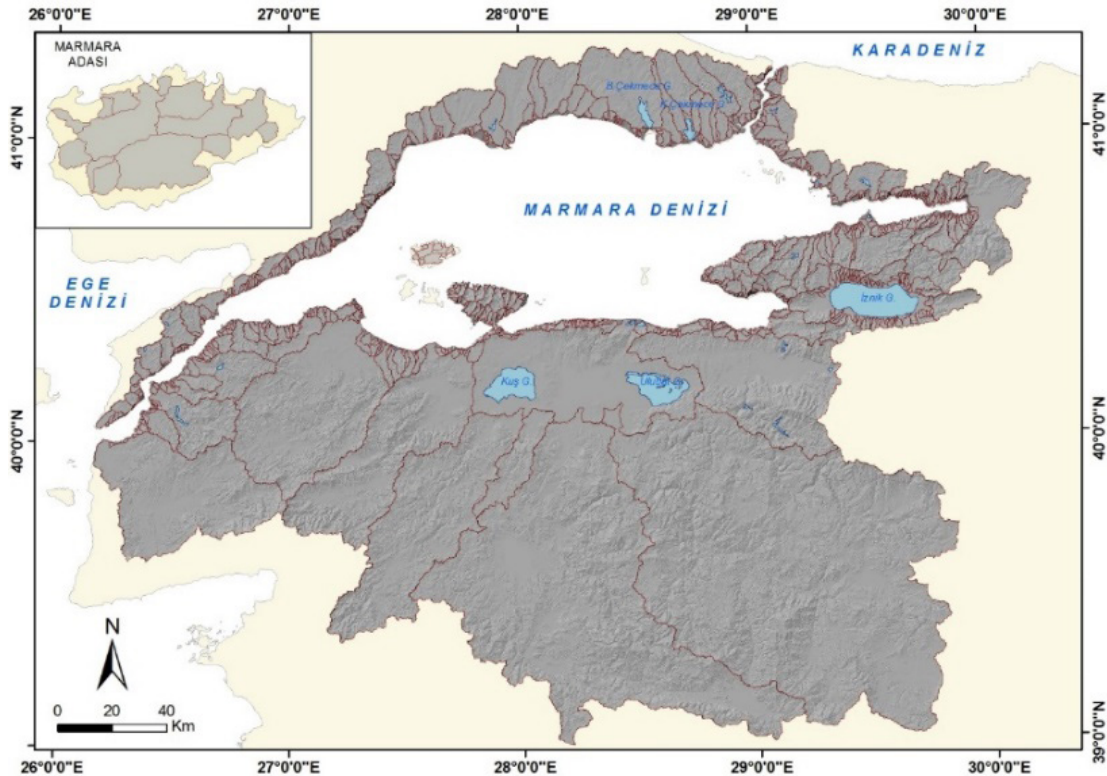 26°0'0"E
27°0'0"E
28°0'0"E
29°0'0"E
30°0'0"E
MARMARA
ADASI
KARADENİZ
B.Çekmece G.
K.Çekmece G.
41°0'0"N
41°0'0"N
MARMARA DENİZİ
EGE
DENİZİ
İznik G.
Kuş G.
40°0'0"N
40°0'0"N
N
0 20 40
Km
39°0'0"N
26°0'0"E
27°0'0"E
28°0'0"E
29°0'0"E
30°0'0"E